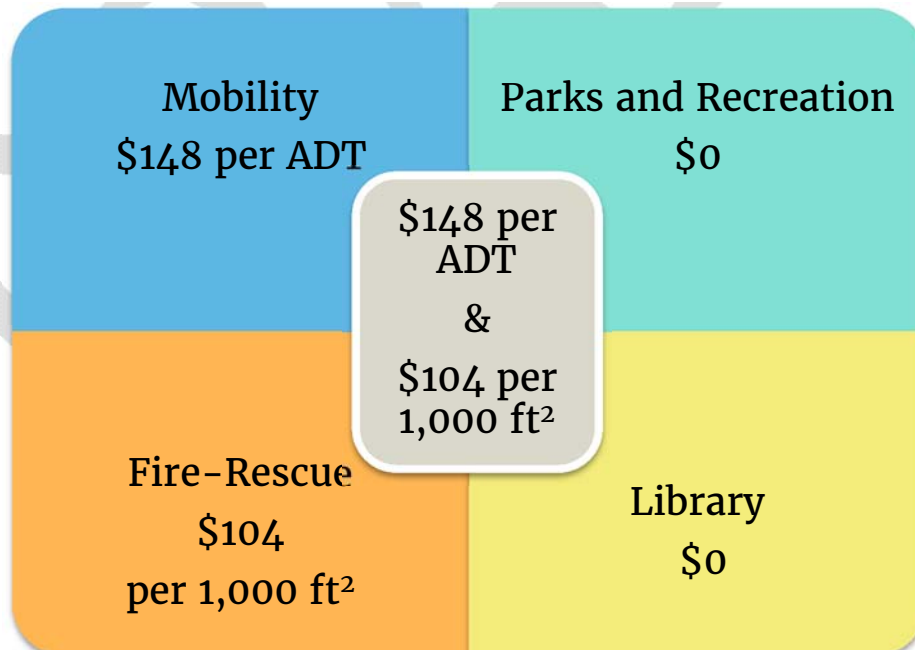 Mobility
$148 per ADT
Parks and Recreation
$0
$148 per
ADT
&
$104 per
1,000 ft²
Fire-Rescue
$104
per 1,000 ft²
Library
$0